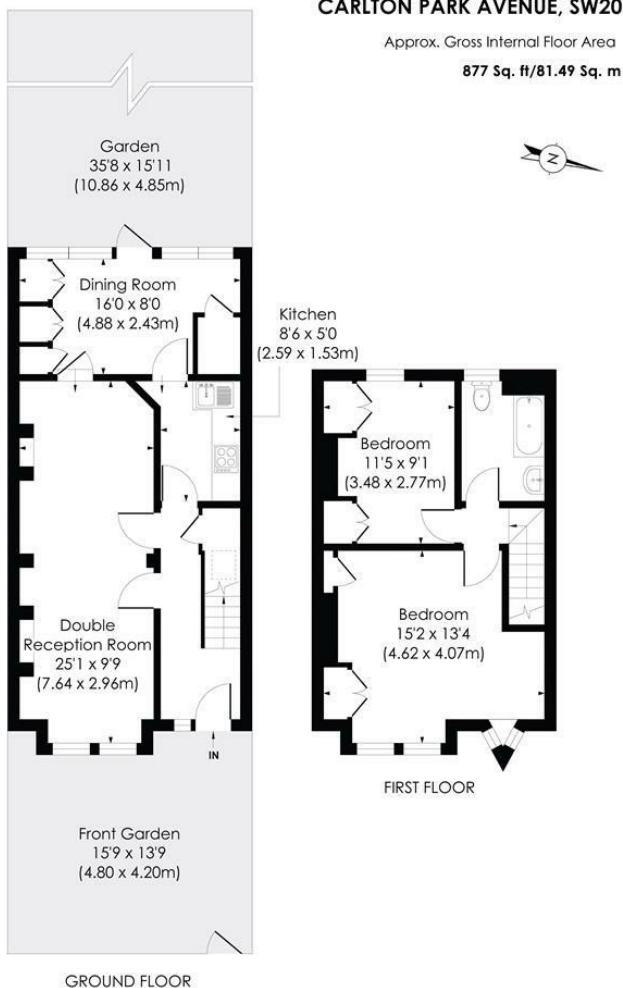 CARLTON PARK AVENUE, SW20
Approx. Gross Internal Floor Area
877 Sq. ft/81.49 Sq. m
N
Garden
35'8 x 15'11
(10.86 x 4.85m)
Dining Room
16'0 x 8'0
(4.88 x 2.43m)
Kitchen
8'6 x 5'0
(2.59 x 1.53m)
Bedroom
11'5 x 9'1
(3.48 x 2.77m)
Double
Reception Room
25'1 x 9'9
(7.64 x 2.96m)
Bedroom
15'2 x 13'4
(4.62 x 4.07m)
IN
FIRST FLOOR
Front Garden
15'9 x 13'9
(4.80 x 4.20m)
GROUND FLOOR